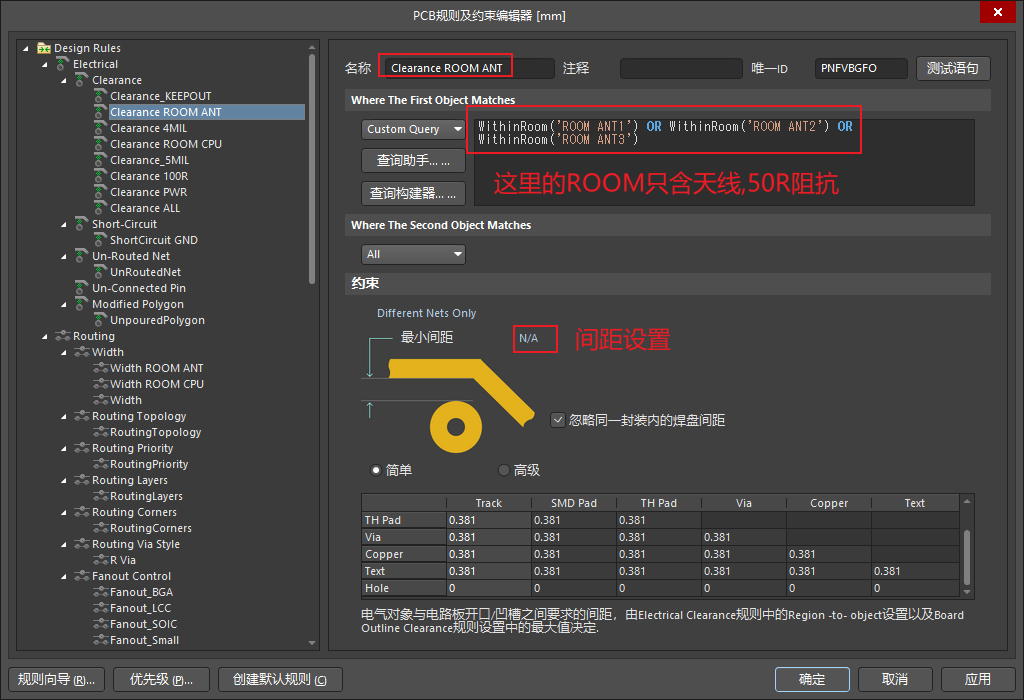 PCB规则及约束编辑器 [mm]
Design Rules
Electrical
Clearance
Clearance_KEEPOUT
Clearance ROOM ANT
Clearance 4MIL
Clearance ROOM CPU
Clearance_5MIL
Clearance 100R
Clearance PWR
Clearance ALL
Short-Circuit
ShortCircuit GND
Un-Routed Net
UnRoutedNet
Un-Connected Pin
Modified Polygon
UnpouredPolygon
Routing
Width
Width ROOM ANT
Width ROOM CPU
Width
Routing Topology
RoutingTopology
Routing Priority
RoutingPriority
Routing Layers
RoutingLayers
Routing Corners
RoutingCorners
Routing Via Style
R Via
Fanout Control
Fanout_BGA
Fanout_LCC
Fanout_SOIC
Fanout_Small
名称 Clearance ROOM ANT 注释 唯一ID PNFVBGFO 测试语句
Where The First Object Matches
Custom Query
查询助手... ...
查询构建器... ...
WithinRoom('ROOM ANT1') OR WithinRoom('ROOM ANT2') OR
WithinRoom('ROOM ANT3')
这里的ROOM只含天线,50R阻抗
Where The Second Object Matches
All
约束
Different Nets Only
最小间距 N/A 间距设置
忽略同一封装内的焊盘间距
简单 高级
Track SMD Pad TH Pad Via Copper Text
TH Pad 0.381 0.381 0.381
Via 0.381 0.381 0.381 0.381
Copper 0.381 0.381 0.381 0.381 0.381
Text 0.381 0.381 0.381 0.381 0.381 0.381
Hole 0 0 0 0 0 0
电气对象与电路板开口/凹槽之间要求的间距，由Electrical Clearance规则中的Region -to- object设置以及Board
Outline Clearance规则设置中的最大值决定.
规则向导 (R)... 优先级 (P)... 创建默认规则 (C) 确定 取消 应用